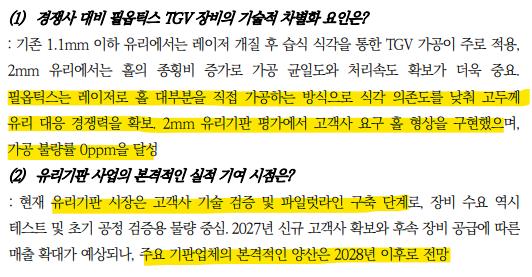 (1) 경쟁사 대비 필옵틱스 TGV 장비의 기술적 차별화 요인은?
: 기존 1.1mm 이하 유리에서는 레이저 개질 후 습식 식각을 통한 TGV 가공이 주로 적용,
2mm 유리에서는 홀의 종횡비 증가로 가공 균일도와 처리속도 확보가 더욱 중요.
필옵틱스는 레이저로 홀 대부분을 직접 가공하는 방식으로 식각 의존도를 낮춰 고두께
유리 대응 경쟁력을 확보. 2mm 유리기판 평가에서 고객사 요구 홀 형상을 구현했으며,
가공 불량률 0ppm을 달성
(2) 유리기판 사업의 본격적인 실적 기여 시점은?
: 현재 유리기판 시장은 고객사 기술 검증 및 파일럿라인 구축 단계로, 장비 수요 역시
테스트 및 초기 공정 검증용 물량 중심. 2027년 신규 고객사 확보와 후속 장비 공급에 따른
매출 확대가 예상되나, 주요 기판업체의 본격적인 양산은 2028년 이후로 전망